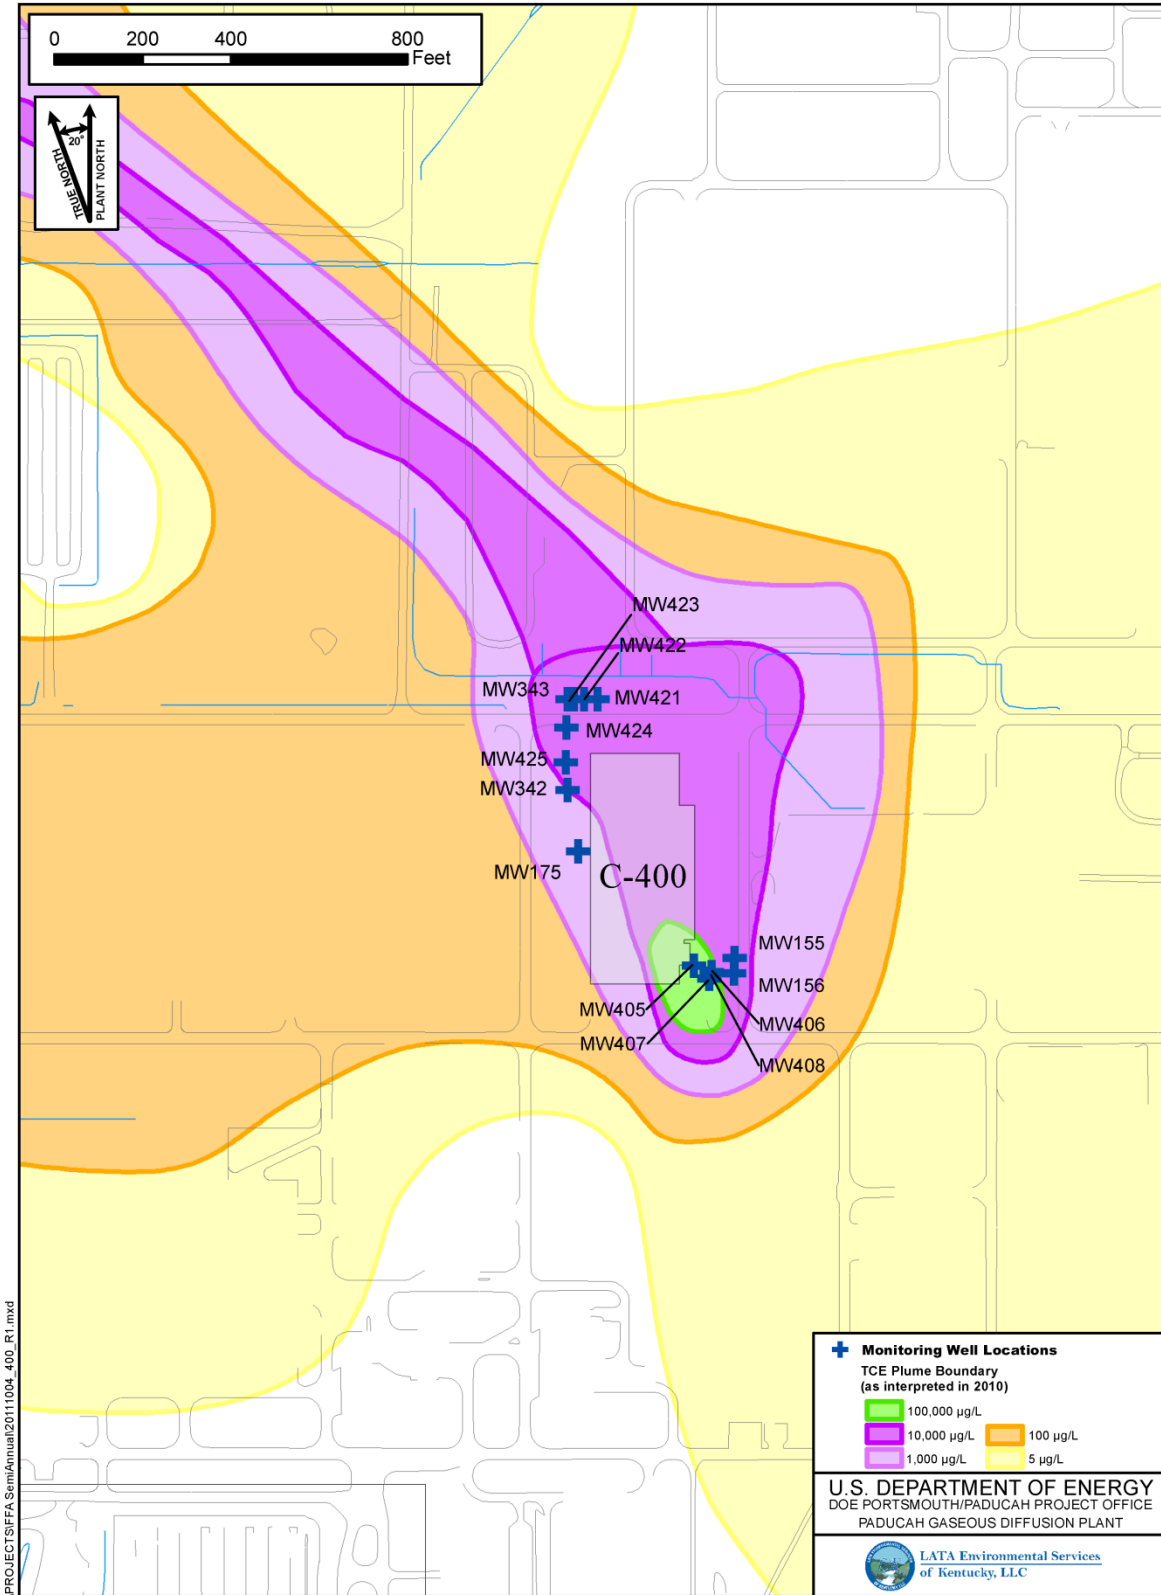 0 200 400 800
Feet
20°
TRUE NORTH
PLANT NORTH
MW423
MW422
MW343
MW421
MW424
MW425
MW342
MW175
C-400
MW155
MW156
MW405
MW406
MW407
MW408
.PROJECTS\FFA SemiAnnual\20111004_400_R1.mxd
Monitoring Well Locations
TCE Plume Boundary
(as interpreted in 2010)
100,000 µg/L
10,000 µg/L 100 µg/L
1,000 µg/L 5 µg/L
U.S. DEPARTMENT OF ENERGY
DOE PORTSMOUTH/PADUCAH PROJECT OFFICE
PADUCAH GASEOUS DIFFUSION PLANT
LATA Environmental Services
of Kentucky, LLC